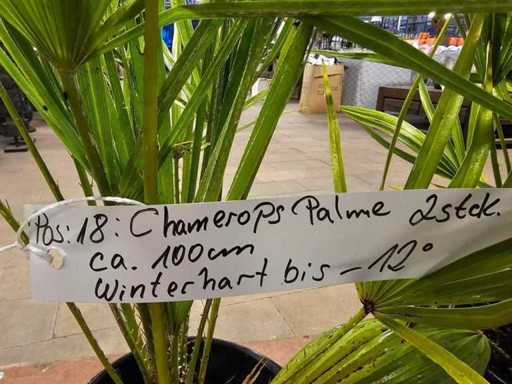 Pos: 18: Chamerops Palme 2stck.
ca. 100cm
Winterhart bis -12°